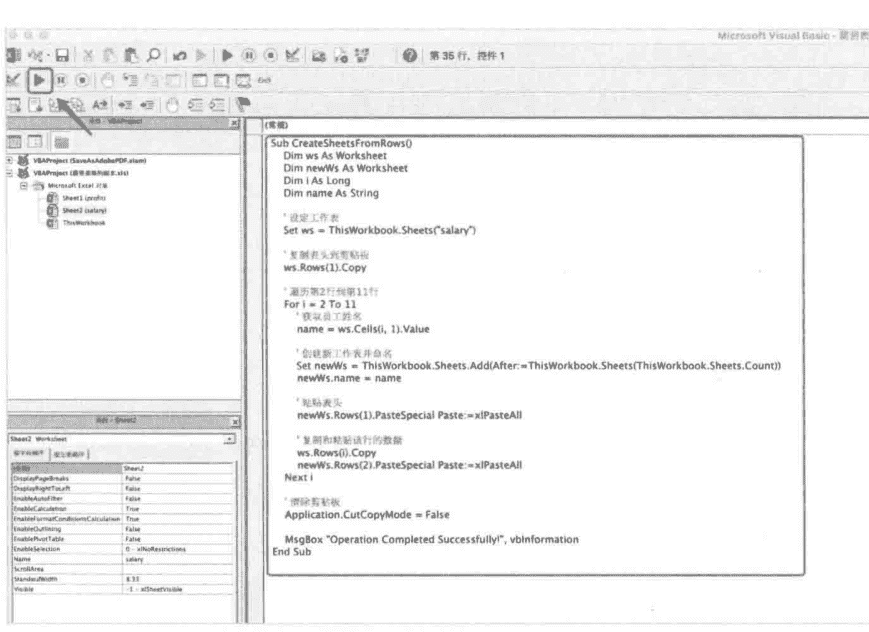 Microsoft Visual Basic -
第 35 行, 控件 1
VBAProject (SaveAsAdobePDF.xlam)
VBAProject
Microsoft Excel 对象
Sheet1 (profit)
Sheet2 (salary)
ThisWorkbook
(常规)
Sub CreateSheetsFromRows()
Dim ws As Worksheet
Dim newWs As Worksheet
Dim i As Long
Dim name As String
' 设定工作表
Set ws = ThisWorkbook.Sheets("salary")
' 复制表头到剪贴板
ws.Rows(1).Copy
' 遍历第2行到第11行
For i = 2 To 11
' 获取员工姓名
name = ws.Cells(i, 1).Value
' 创建新工作表并命名
Set newWs = ThisWorkbook.Sheets.Add(After:=ThisWorkbook.Sheets(ThisWorkbook.Sheets.Count))
newWs.name = name
' 粘贴表头
newWs.Rows(1).PasteSpecial Paste:=xlPasteAll
' 复制和粘贴该行的数据
ws.Rows(i).Copy
newWs.Rows(2).PasteSpecial Paste:=xlPasteAll
Next i
' 清除剪贴板
Application.CutCopyMode = False
MsgBox "Operation Completed Successfully!", vbInformation
End Sub
Sheet2 Worksheet
Sheet2
DisplayPageBreaks False
DisplayRightToLeft False
EnableAutoFilter False
EnableCalculation True
EnableFormatConditionsCalculation True
EnableOutlining False
EnablePivotTable False
EnableSelection 0 - xlNoRestrictions
Name salary
ScrollArea
StandardWidth 8.33
Visible -1 - xlSheetVisible